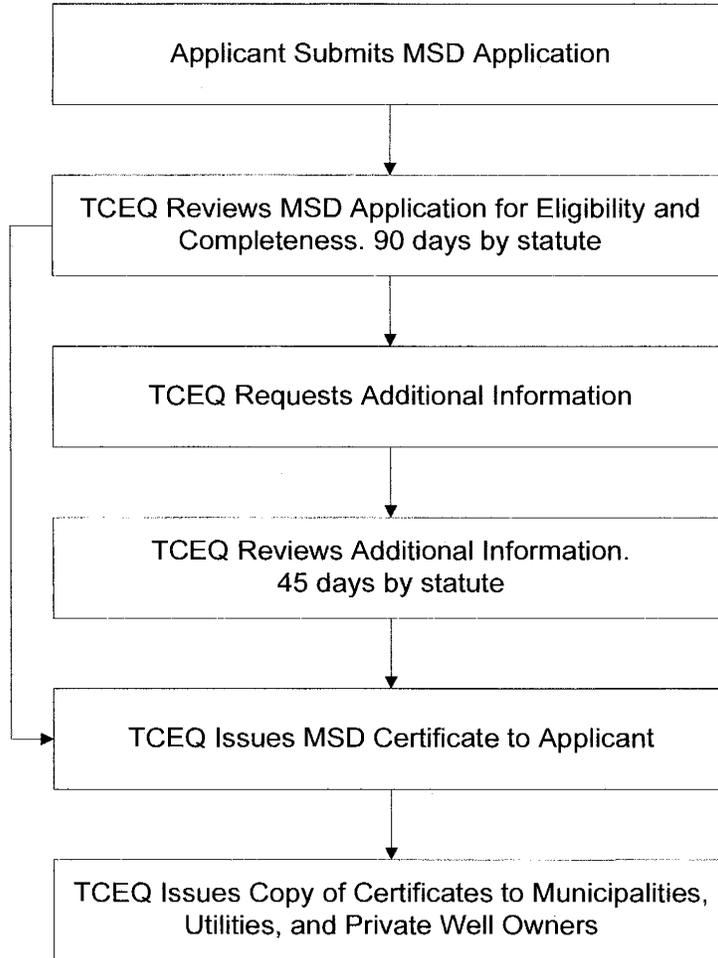 Applicant Submits MSD Application
TCEQ Reviews MSD Application for Eligibility and
Completeness. 90 days by statute
TCEQ Requests Additional Information
TCEQ Reviews Additional Information.
45 days by statute
TCEQ Issues MSD Certificate to Applicant
TCEQ Issues Copy of Certificates to Municipalities,
Utilities, and Private Well Owners